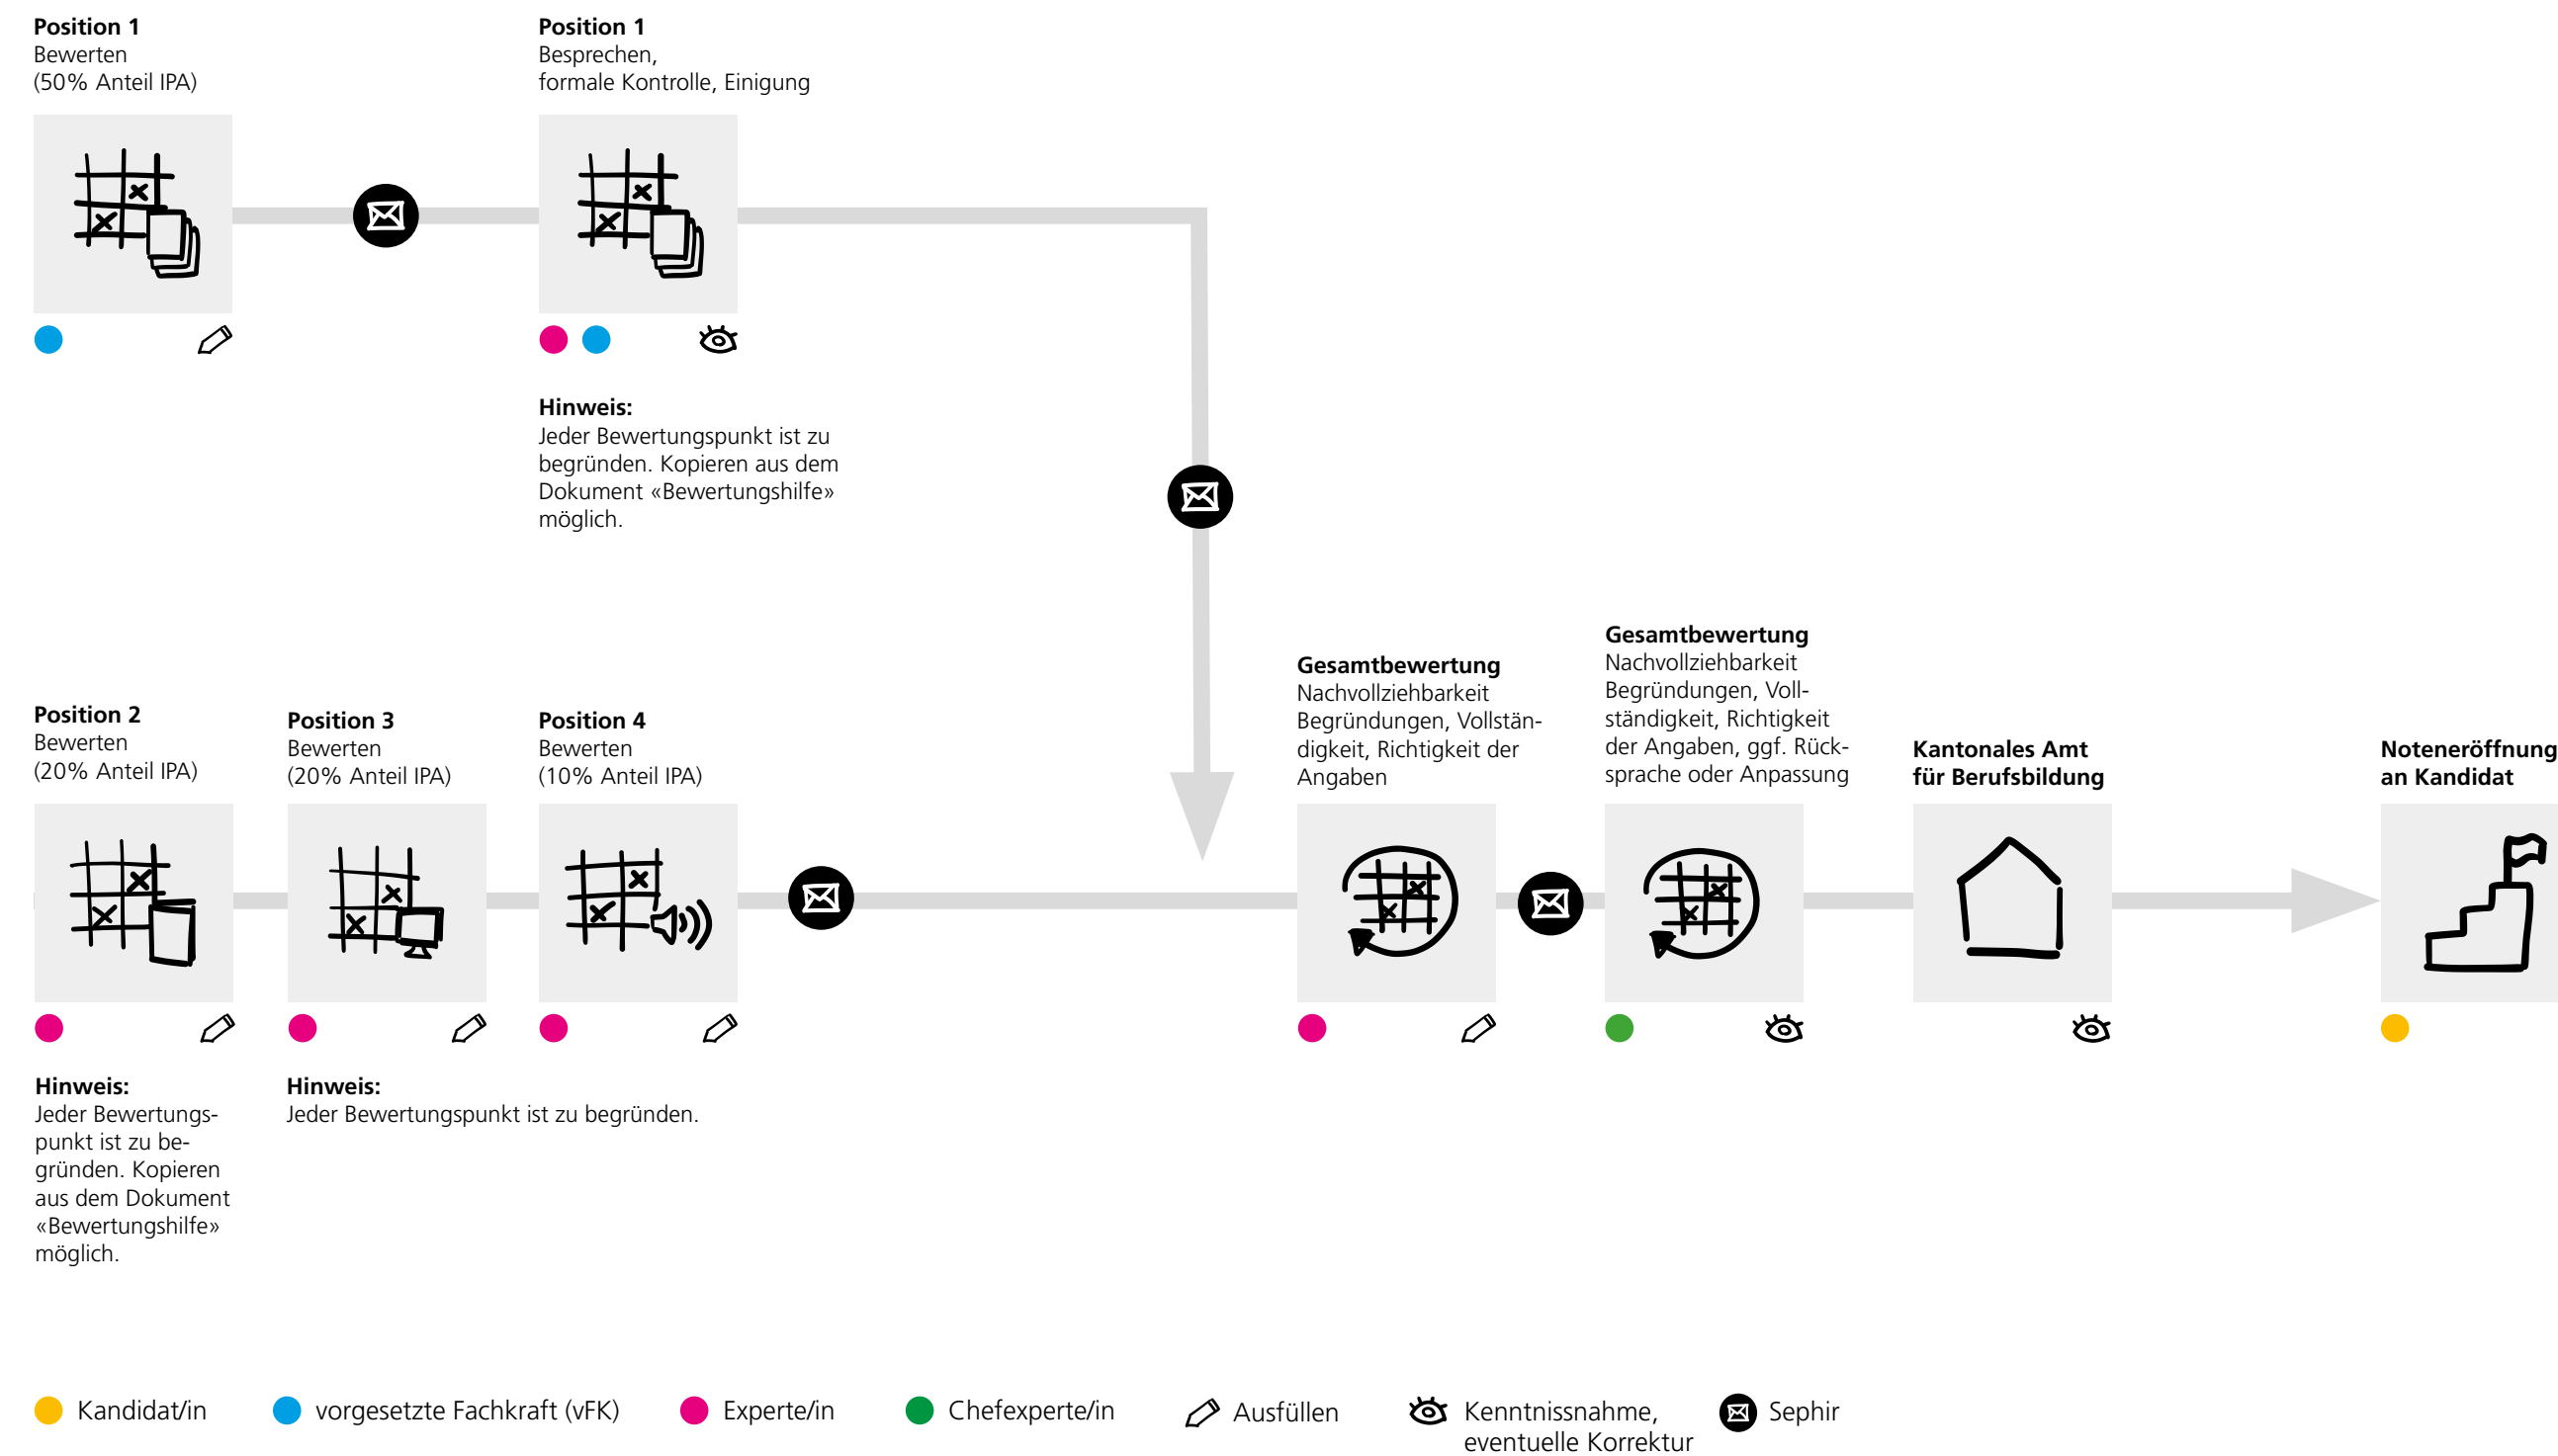 Position 1
Bewerten
(50% Anteil IPA)
Position 1
Besprechen,
formale Kontrolle, Einigung
Hinweis:
Jeder Bewertungspunkt ist zu
begründen. Kopieren aus dem
Dokument «Bewertungshilfe»
möglich.
Position 2
Bewerten
(20% Anteil IPA)
Position 3
Bewerten
(20% Anteil IPA)
Position 4
Bewerten
(10% Anteil IPA)
Gesamtbewertung
Nachvollziehbarkeit
Begründungen, Vollstän-
digkeit, Richtigkeit der
Angaben
Gesamtbewertung
Nachvollziehbarkeit
Begründungen, Voll-
ständigkeit, Richtigkeit
der Angaben, ggf. Rück-
sprache oder Anpassung
Kantonales Amt
für Berufsbildung
Noteneröffnung
an Kandidat
Hinweis:
Jeder Bewertungs-
punkt ist zu be-
gründen. Kopieren
aus dem Dokument
«Bewertungshilfe»
möglich.
Hinweis:
Jeder Bewertungspunkt ist zu begründen.
Kandidat/in
vorgesetzte Fachkraft (vFK)
Experte/in
Chefexperte/in
Ausfüllen
Kenntnissnahme,
eventuelle Korrektur
Sephir